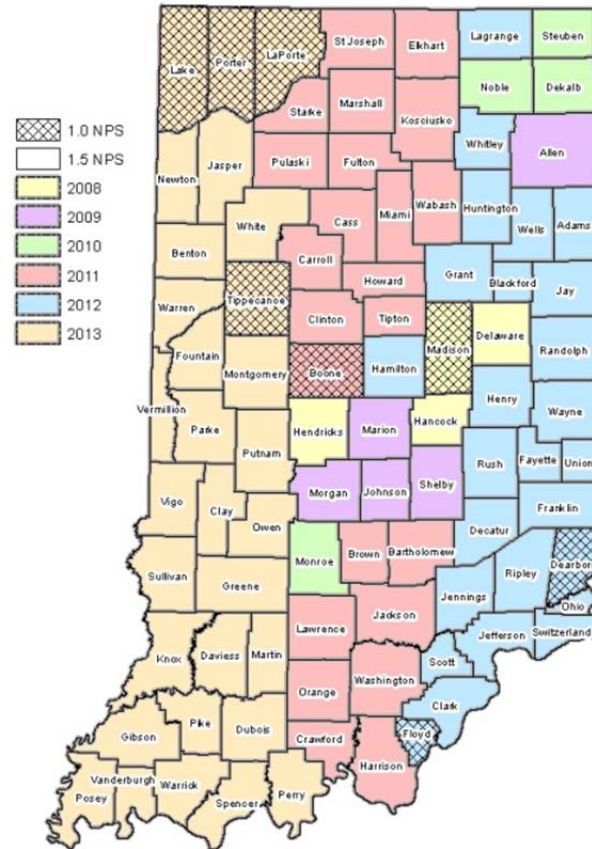 1.0 NPS
1.5 NPS
2008
2009
2010
2011
2012
2013
Lake
Porter
LaPorte
St Joseph
Elkhart
Lagrange
Steuben
Noble
Dekalb
Starke
Marshall
Kosciusko
Whitley
Allen
Newton
Jasper
Pulaski
Fulton
White
Cass
Miami
Wabash
Huntington
Wells
Adams
Benton
Carroll
Grant
Blackford
Jay
Warren
Tippecanoe
Howard
Clinton
Tipton
Madison
Delaware
Randolph
Fountain
Montgomery
Boone
Hamilton
Henry
Wayne
Vermillion
Parke
Putnam
Hendricks
Marion
Hancock
Rush
Fayette
Union
Vigo
Clay
Owen
Morgan
Johnson
Shelby
Franklin
Decatur
Sullivan
Greene
Monroe
Brown
Bartholomew
Jennings
Ripley
Dearborn
Ohio
Knox
Daviess
Martin
Lawrence
Jackson
Jefferson
Switzerland
Scott
Gibson
Pike
Dubois
Orange
Washington
Clark
Floyd
Crawford
Harrison
Posey
Vanderburgh
Warrick
Spencer
Perry